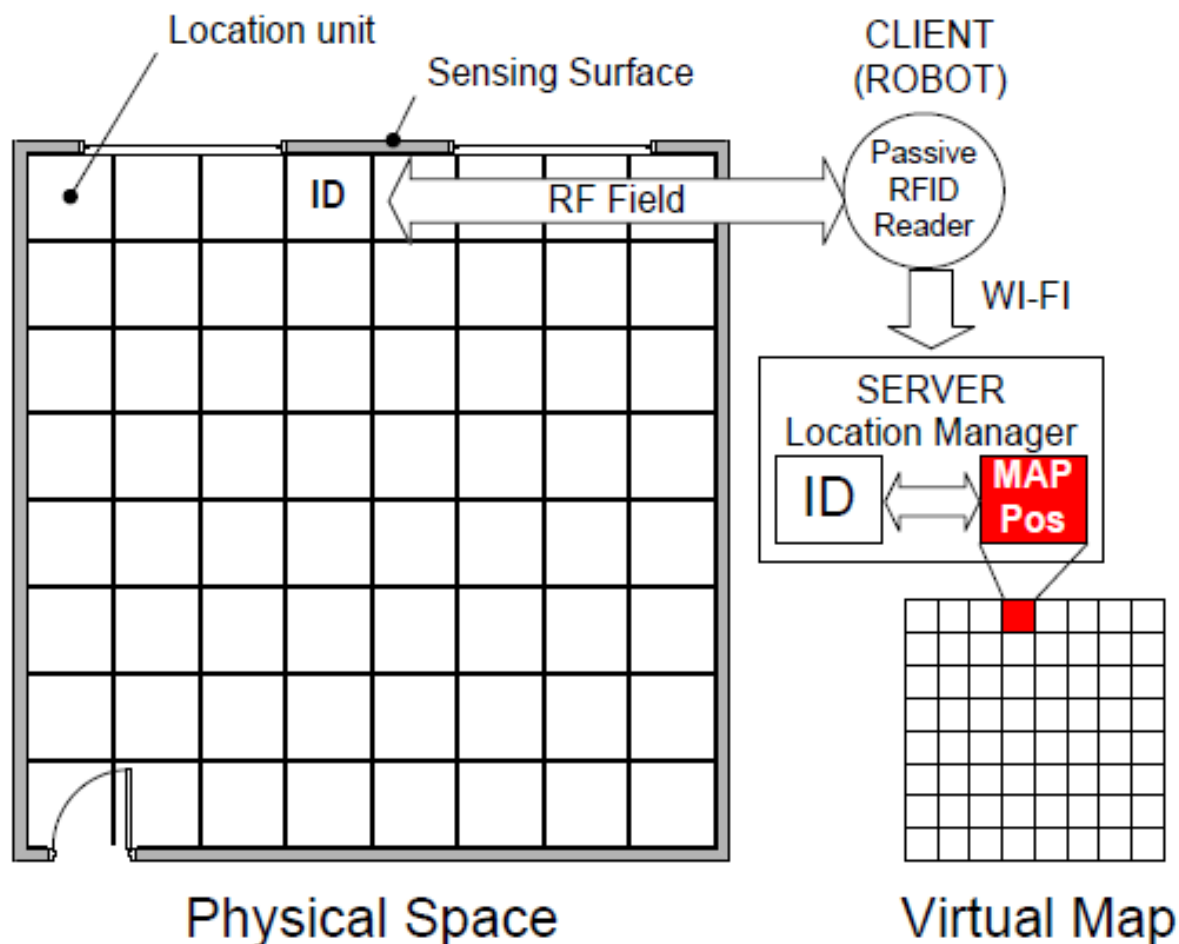 Location unit
Sensing Surface
CLIENT
(ROBOT)
ID
RF Field
Passive
RFID
Reader
WI-FI
SERVER
Location Manager
ID
MAP
Pos
Physical Space
Virtual Map